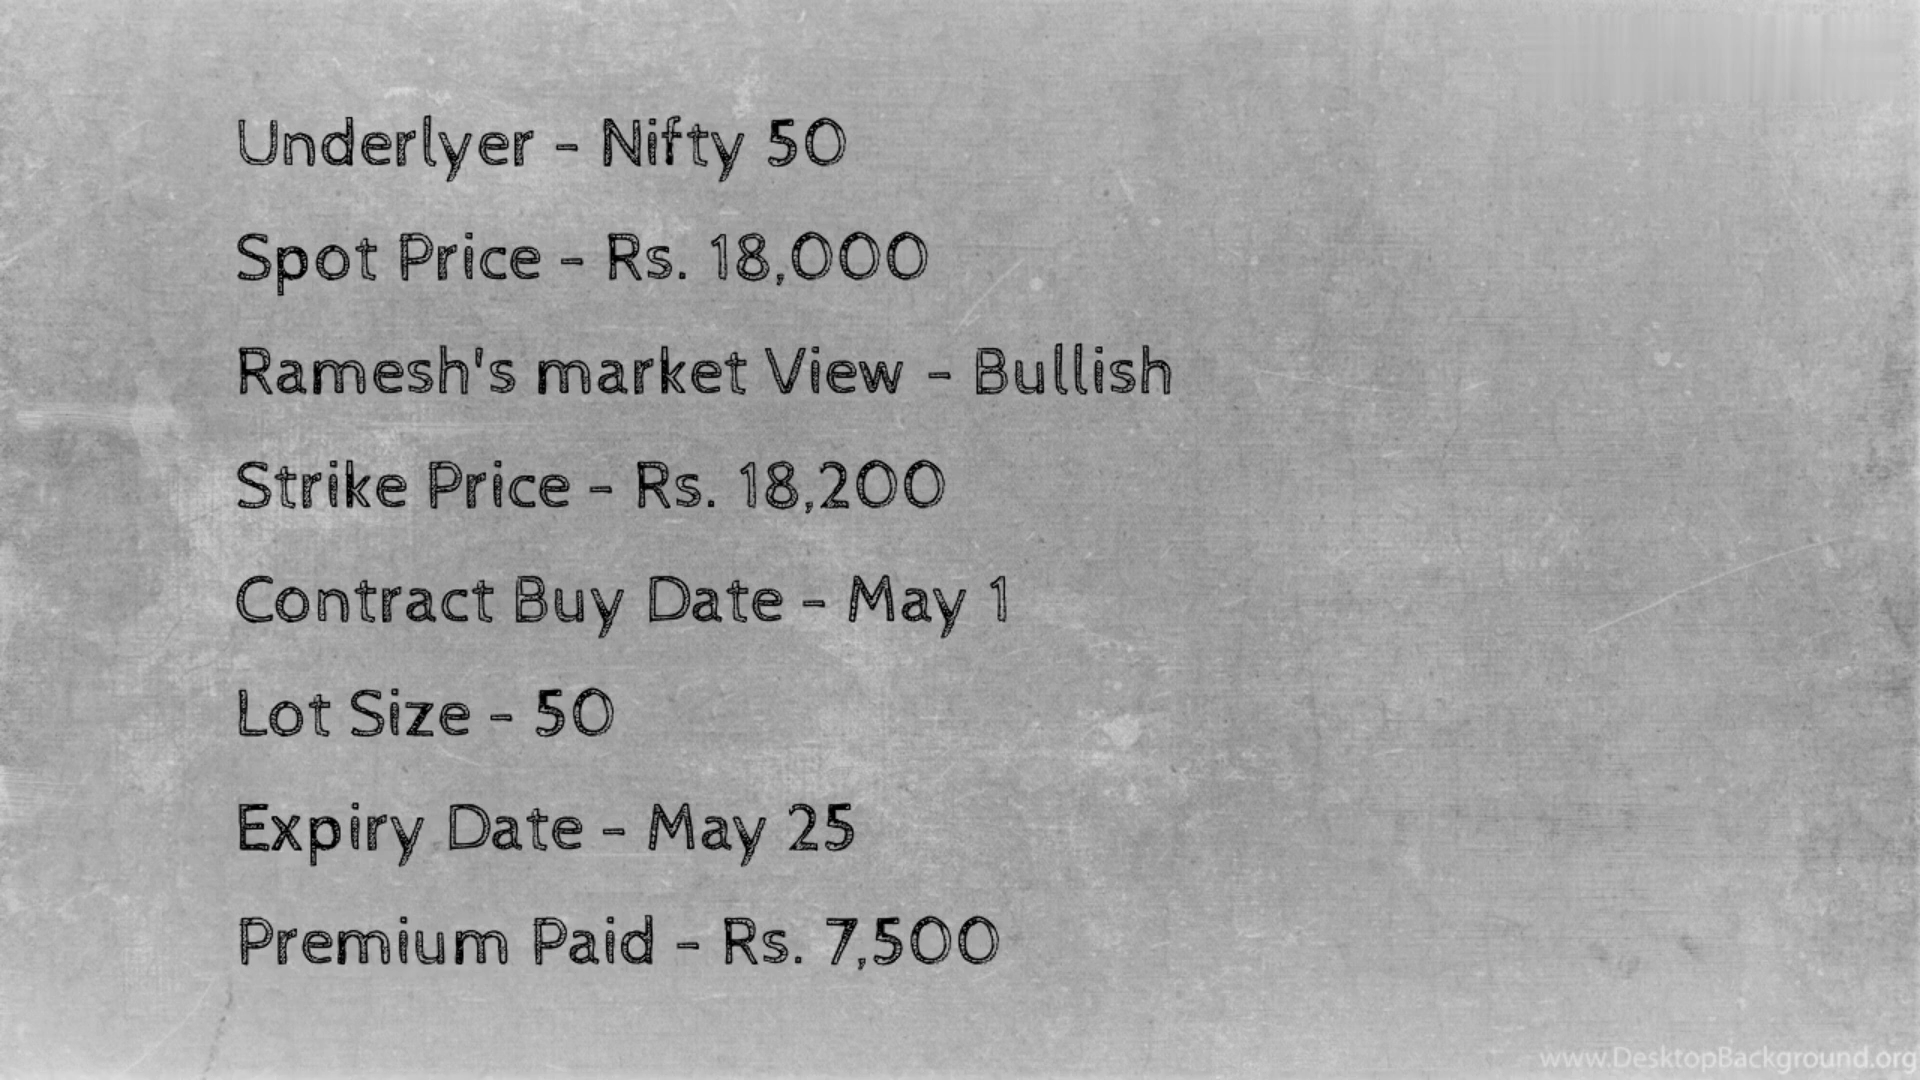 Underlyer - Nifty 50
Spot Price - Rs. 18,000
Ramesh's market View - Bullish
Strike Price - Rs. 18,200
Contract Buy Date - May 1
Lot Size - 50
Expiry Date - May 25
Premium Paid - Rs. 7,500
www.DesktopBackground.org